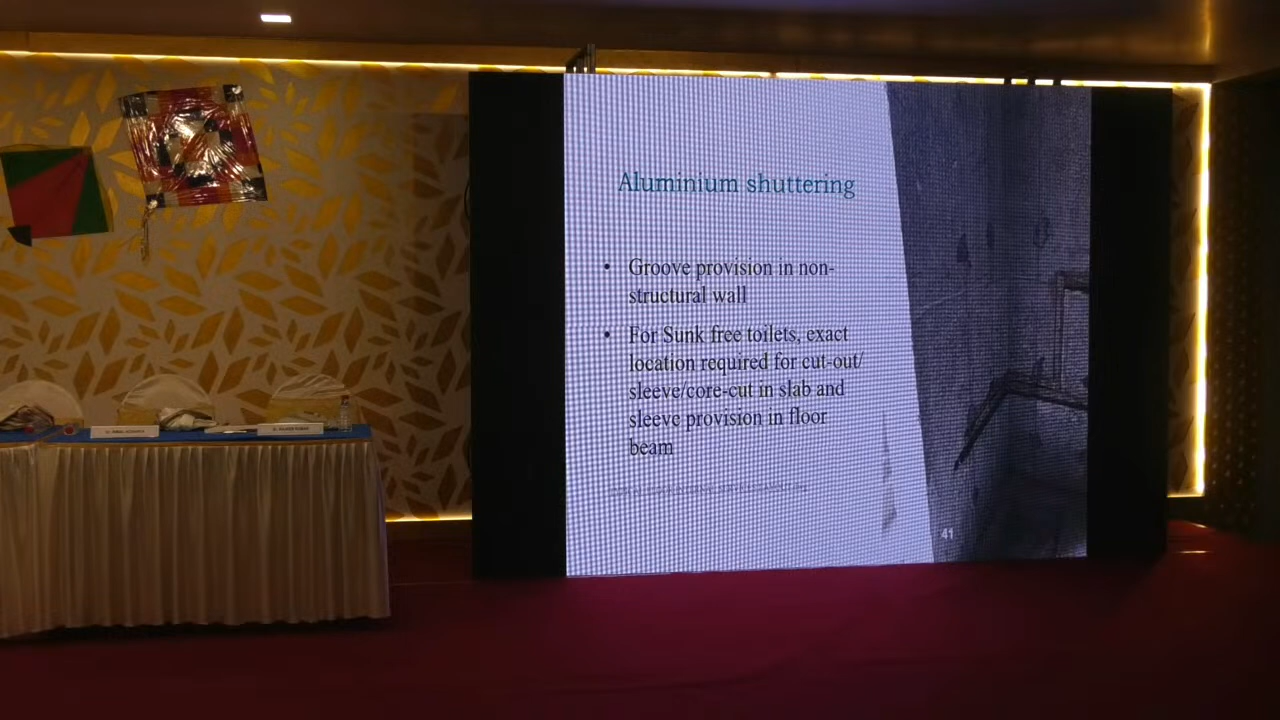 Aluminium shuttering
• Groove provision in non-
structural wall
• For Sunk free toilets, exact
location required for cut-out/
sleeve/core-cut in slab and
sleeve provision in floor
beam
41